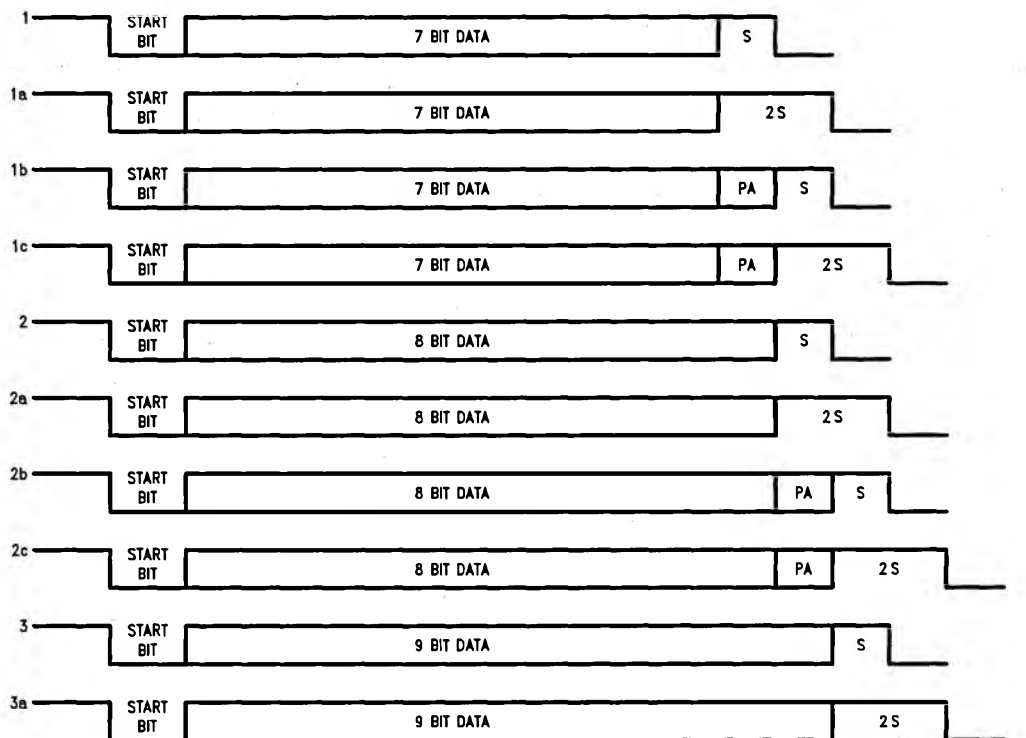 1 START BIT 7 BIT DATA S
1a START BIT 7 BIT DATA 2S
1b START BIT 7 BIT DATA PA S
1c START BIT 7 BIT DATA PA 2S
2 START BIT 8 BIT DATA S
2a START BIT 8 BIT DATA 2S
2b START BIT 8 BIT DATA PA S
2c START BIT 8 BIT DATA PA 2S
3 START BIT 9 BIT DATA S
3a START BIT 9 BIT DATA 2S